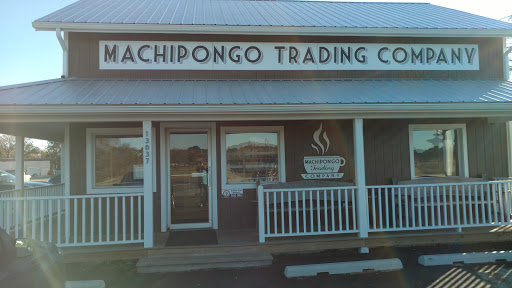 MACHIPONGO TRADING COMPANY
13037
MACHIPONGO
Trading
COMPANY